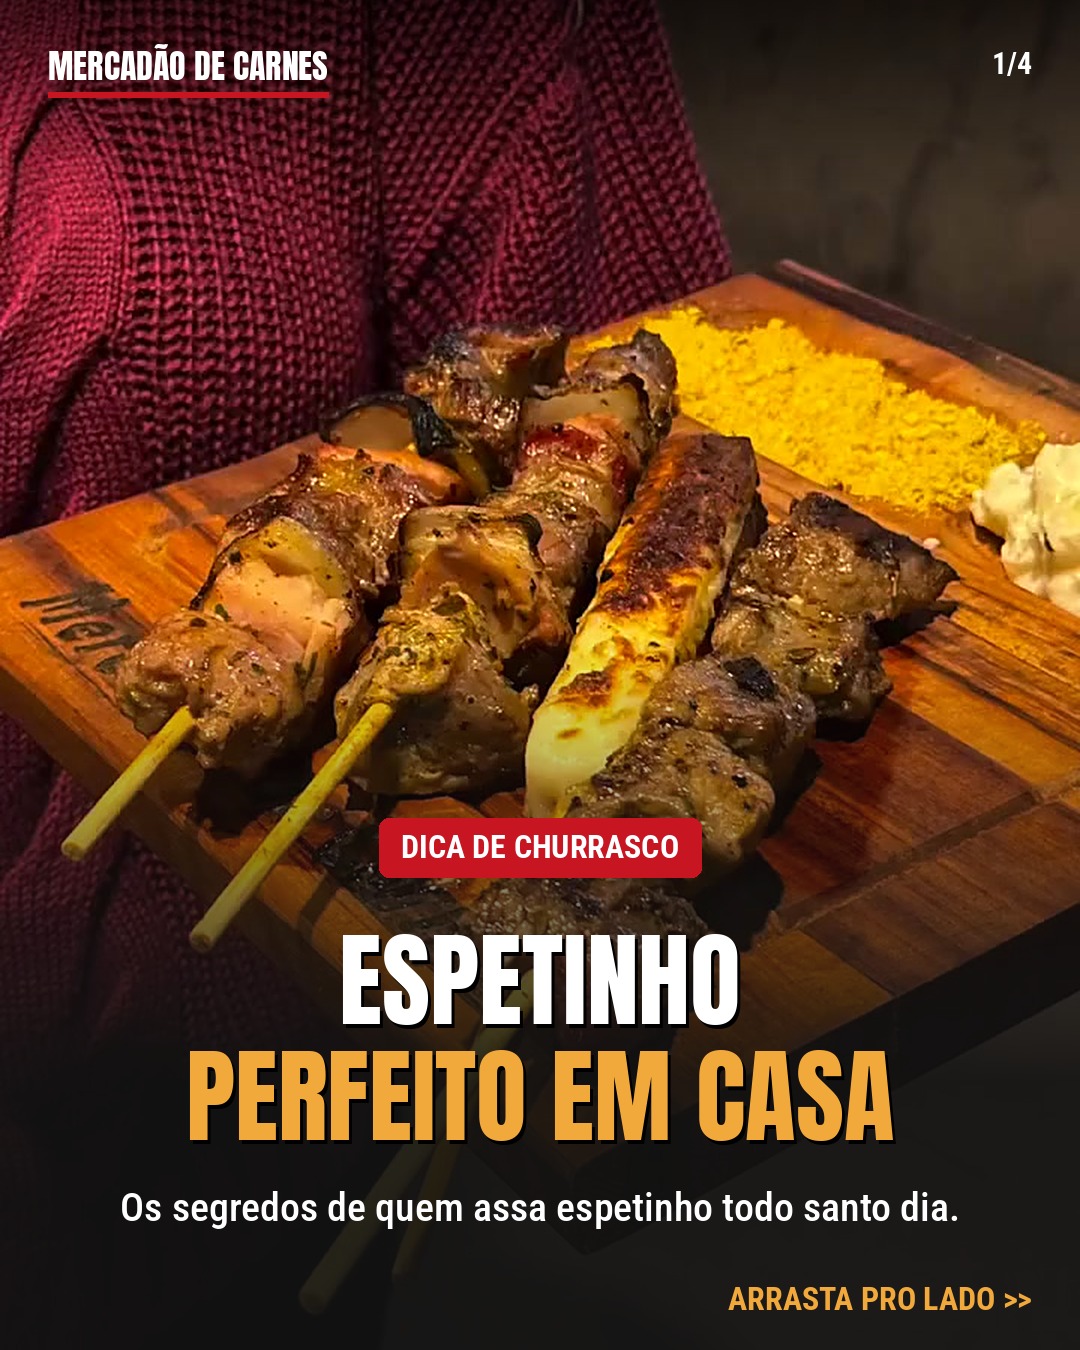 MERCADÃO DE CARNES
1/4
DICA DE CHURRASCO
ESPETINHO
PERFEITO EM CASA
Os segredos de quem assa espetinho todo santo dia.
ARRASTA PRO LADO >>